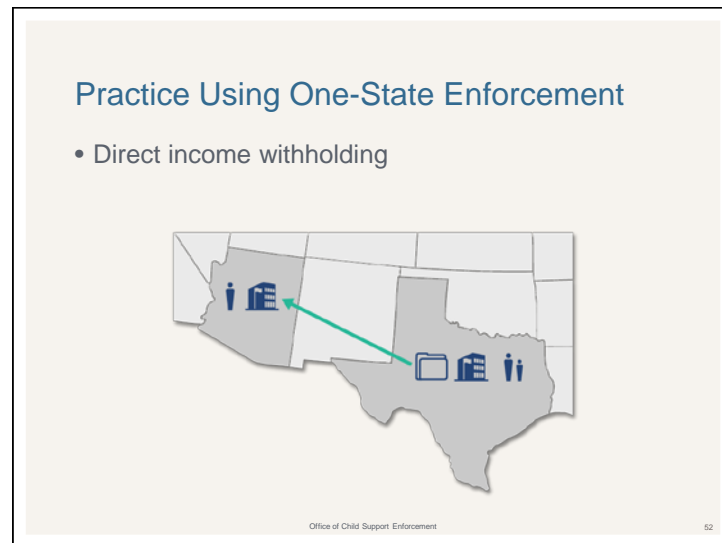 Practice Using One-State Enforcement
• Direct income withholding
Office of Child Support Enforcement
52